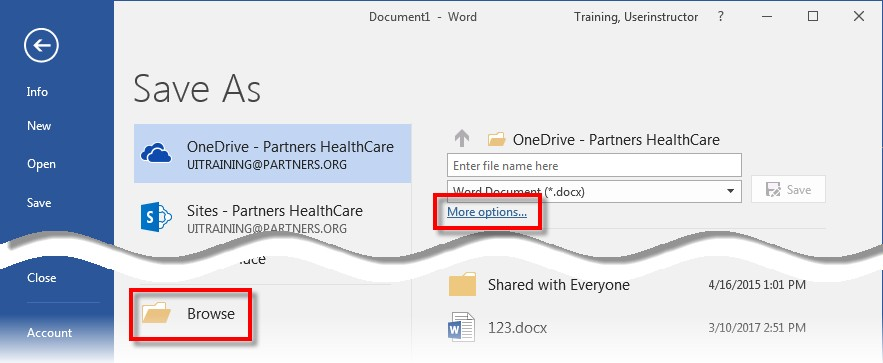 Document1 - Word
Training, Userinstructor
?
Info
New
Open
Save
Close
Account
Save As
OneDrive - Partners HealthCare
UITRAINING@PARTNERS.ORG
Sites - Partners HealthCare
UITRAINING@PARTNERS.ORG
Browse
OneDrive - Partners HealthCare
Enter file name here
Word Document (*.docx)
Save
More options...
Shared with Everyone
4/16/2015 1:01 PM
123.docx
3/10/2017 2:51 PM